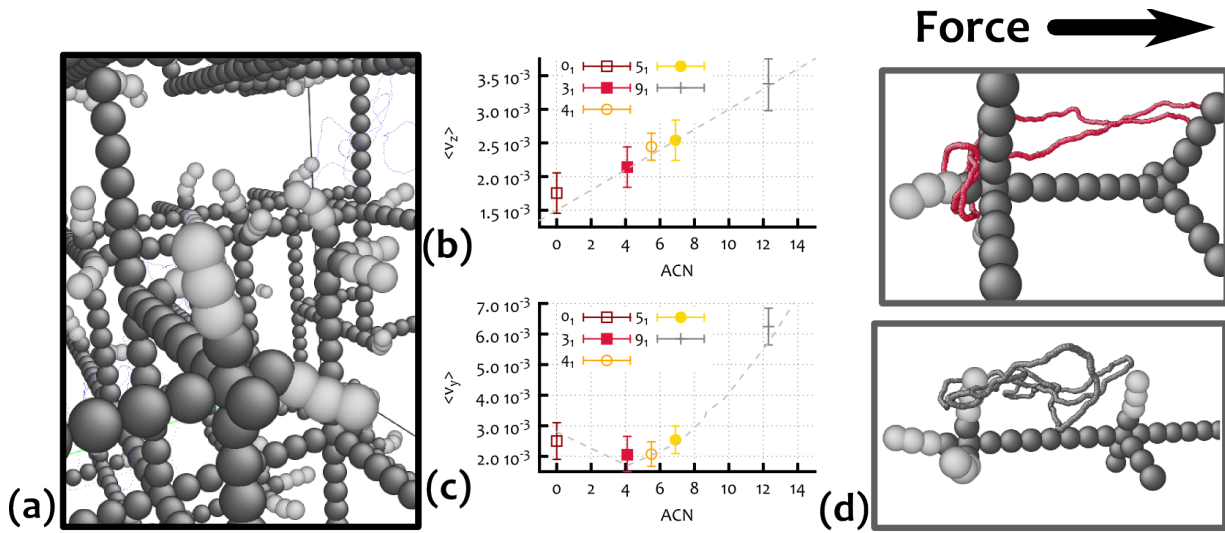 Force
(a)
(b)
<v_z>
3.5 10⁻³
3.0 10⁻³
2.5 10⁻³
2.0 10⁻³
1.5 10⁻³
0₁ 5₁
3₁ 9₁
4₁
0 2 4 6 8 10 12 14
ACN
(c)
<v_y>
7.0 10⁻³
6.0 10⁻³
5.0 10⁻³
4.0 10⁻³
3.0 10⁻³
2.0 10⁻³
0₁ 5₁
3₁ 9₁
4₁
0 2 4 6 8 10 12 14
ACN
(d)